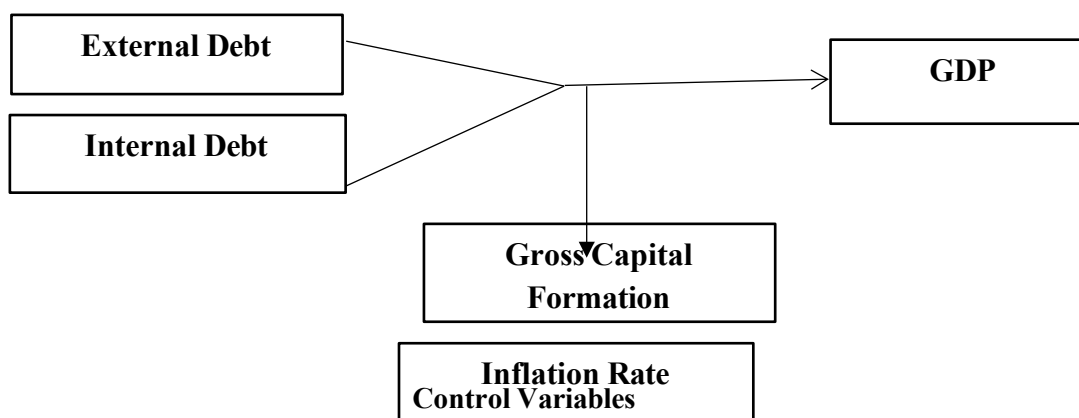 External Debt
GDP
Internal Debt
Gross Capital
Formation
Inflation Rate
Control Variables